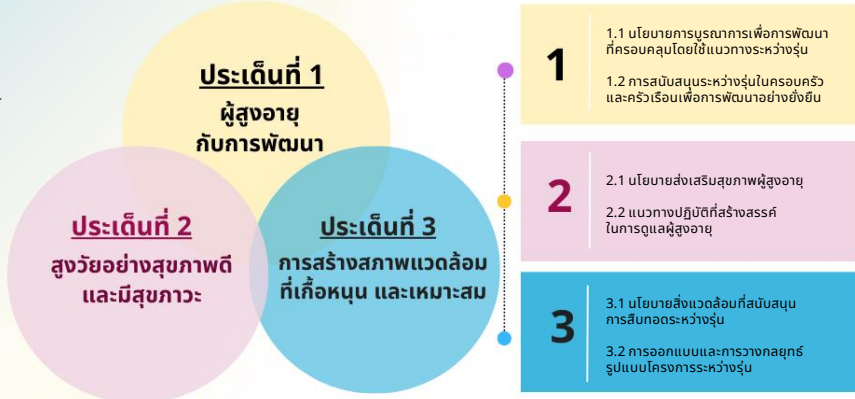 ประเด็นที่ 1
ผู้สูงอายุ
กับการพัฒนา
ประเด็นที่ 2
สูงวัยอย่างสุขภาพดี
และมีสุขภาวะ
ประเด็นที่ 3
การสร้างสภาพแวดล้อม
ที่เกื้อหนุน และเหมาะสม
1
1.1 นโยบายการบูรณาการเพื่อการพัฒนา
ที่ครอบคลุมโดยใช้แนวทางระหว่างรุ่น
1.2 การสนับสนุนระหว่างรุ่นในครอบครัว
และครัวเรือนเพื่อการพัฒนาอย่างยั่งยืน
2
2.1 นโยบายส่งเสริมสุขภาพผู้สูงอายุ
2.2 แนวทางปฏิบัติที่สร้างสรรค์
ในการดูแลผู้สูงอายุ
3
3.1 นโยบายสิ่งแวดล้อมที่สนับสนุน
การสืบทอดระหว่างรุ่น
3.2 การออกแบบและการวางกลยุทธ์
รูปแบบโครงการระหว่างรุ่น